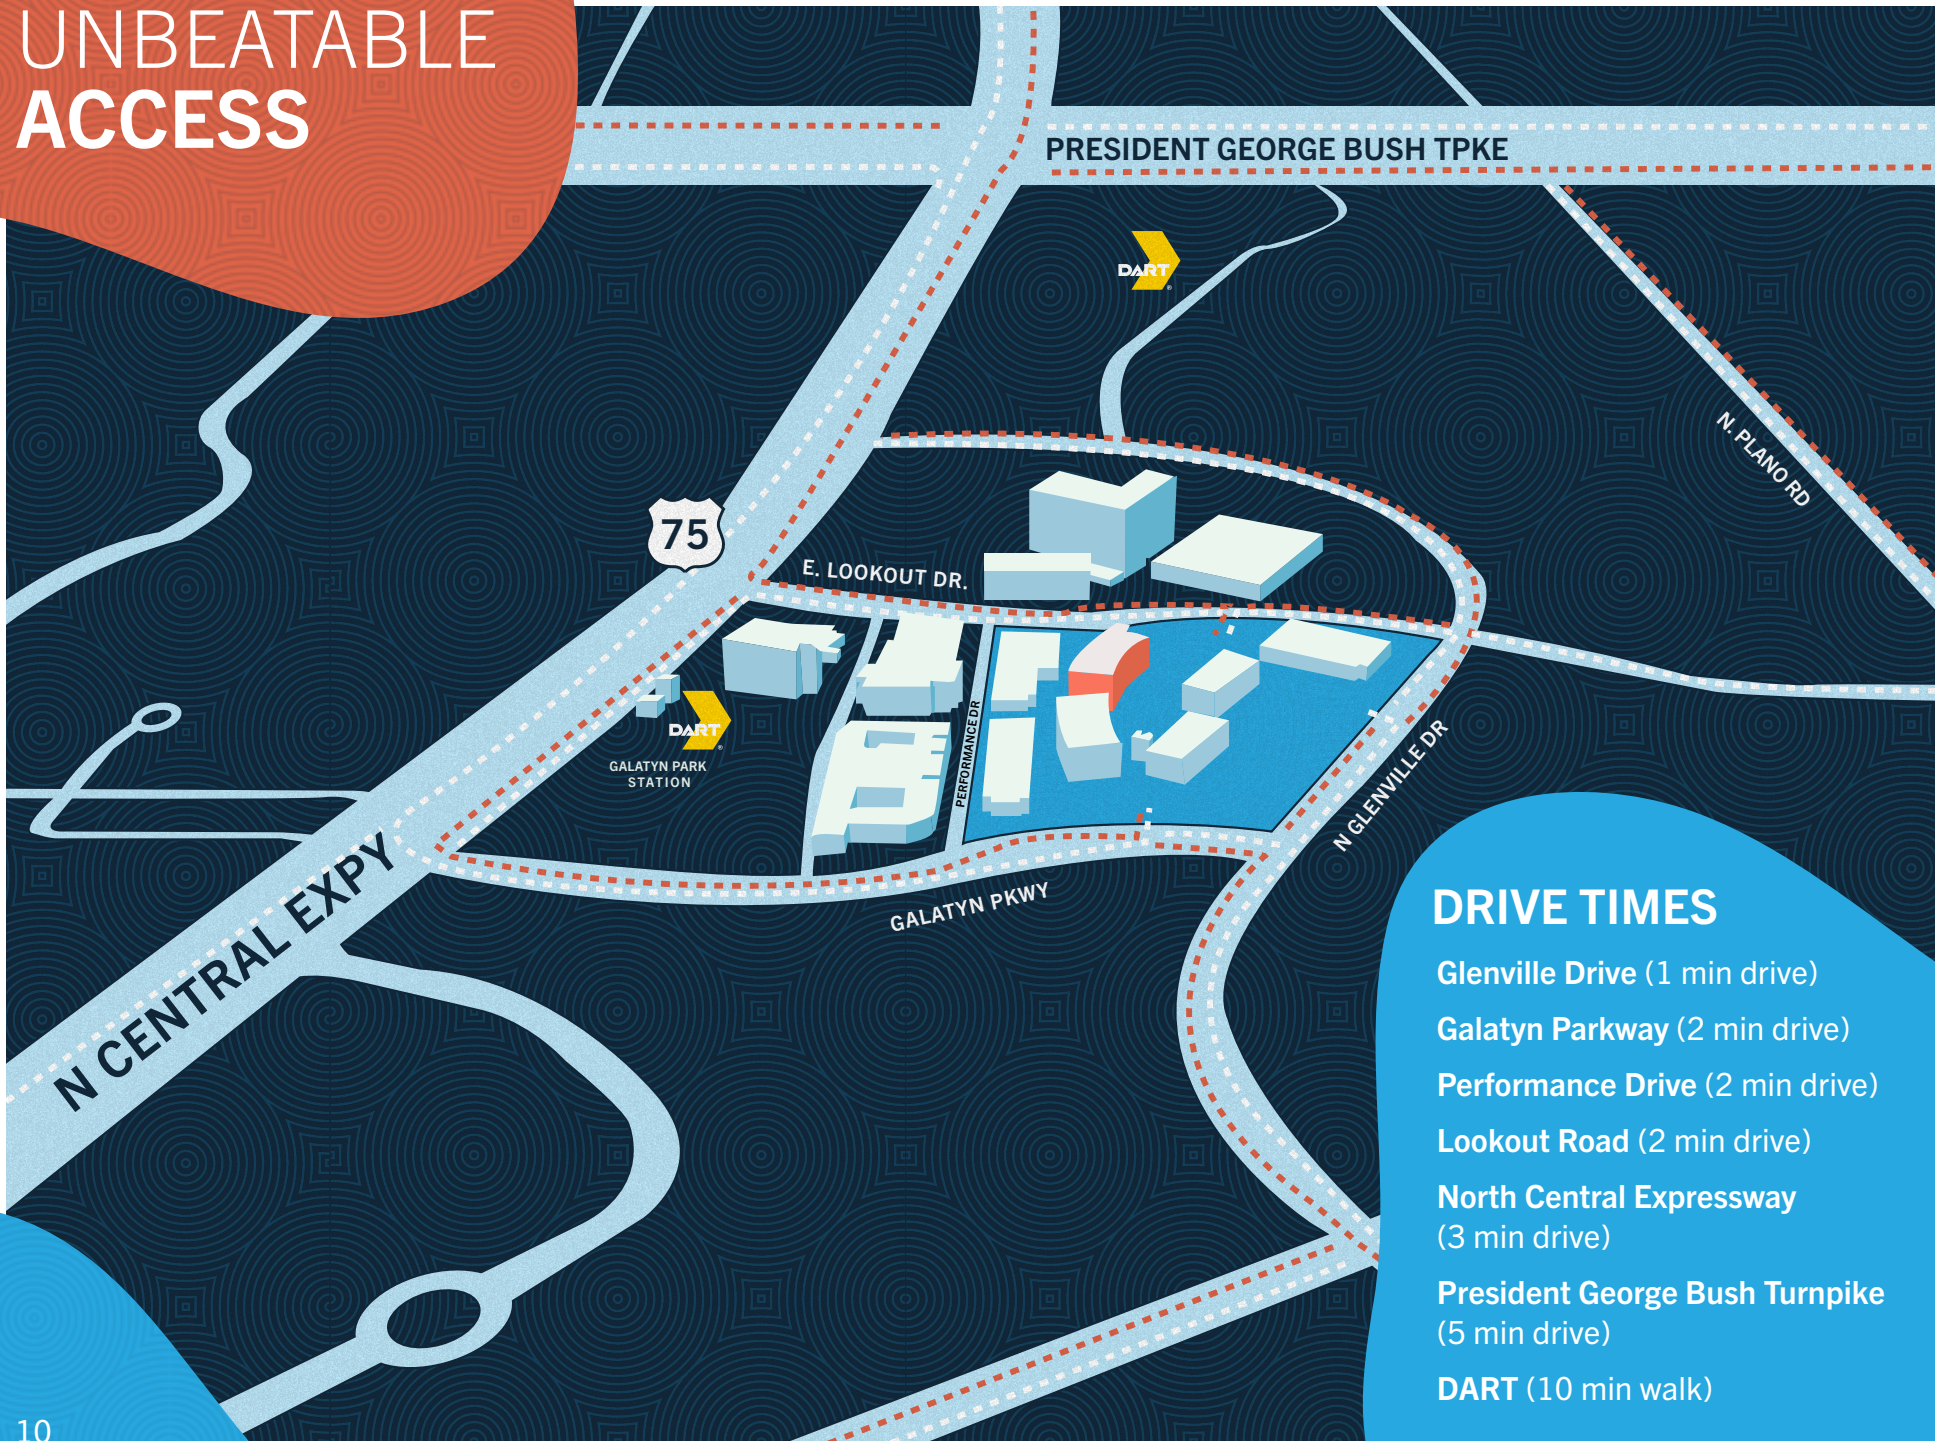 UNBEATABLE
ACCESS
PRESIDENT GEORGE BUSH TPKE
DART
N. PLANO RD
75
E. LOOKOUT DR.
DART
GALATYN PARK
STATION
PERFORMANCE DR
N GLENVILLE DR
N CENTRAL EXPY
GALATYN PKWY
DRIVE TIMES
Glenville Drive (1 min drive)
Galatyn Parkway (2 min drive)
Performance Drive (2 min drive)
Lookout Road (2 min drive)
North Central Expressway
(3 min drive)
President George Bush Turnpike
(5 min drive)
DART (10 min walk)
10